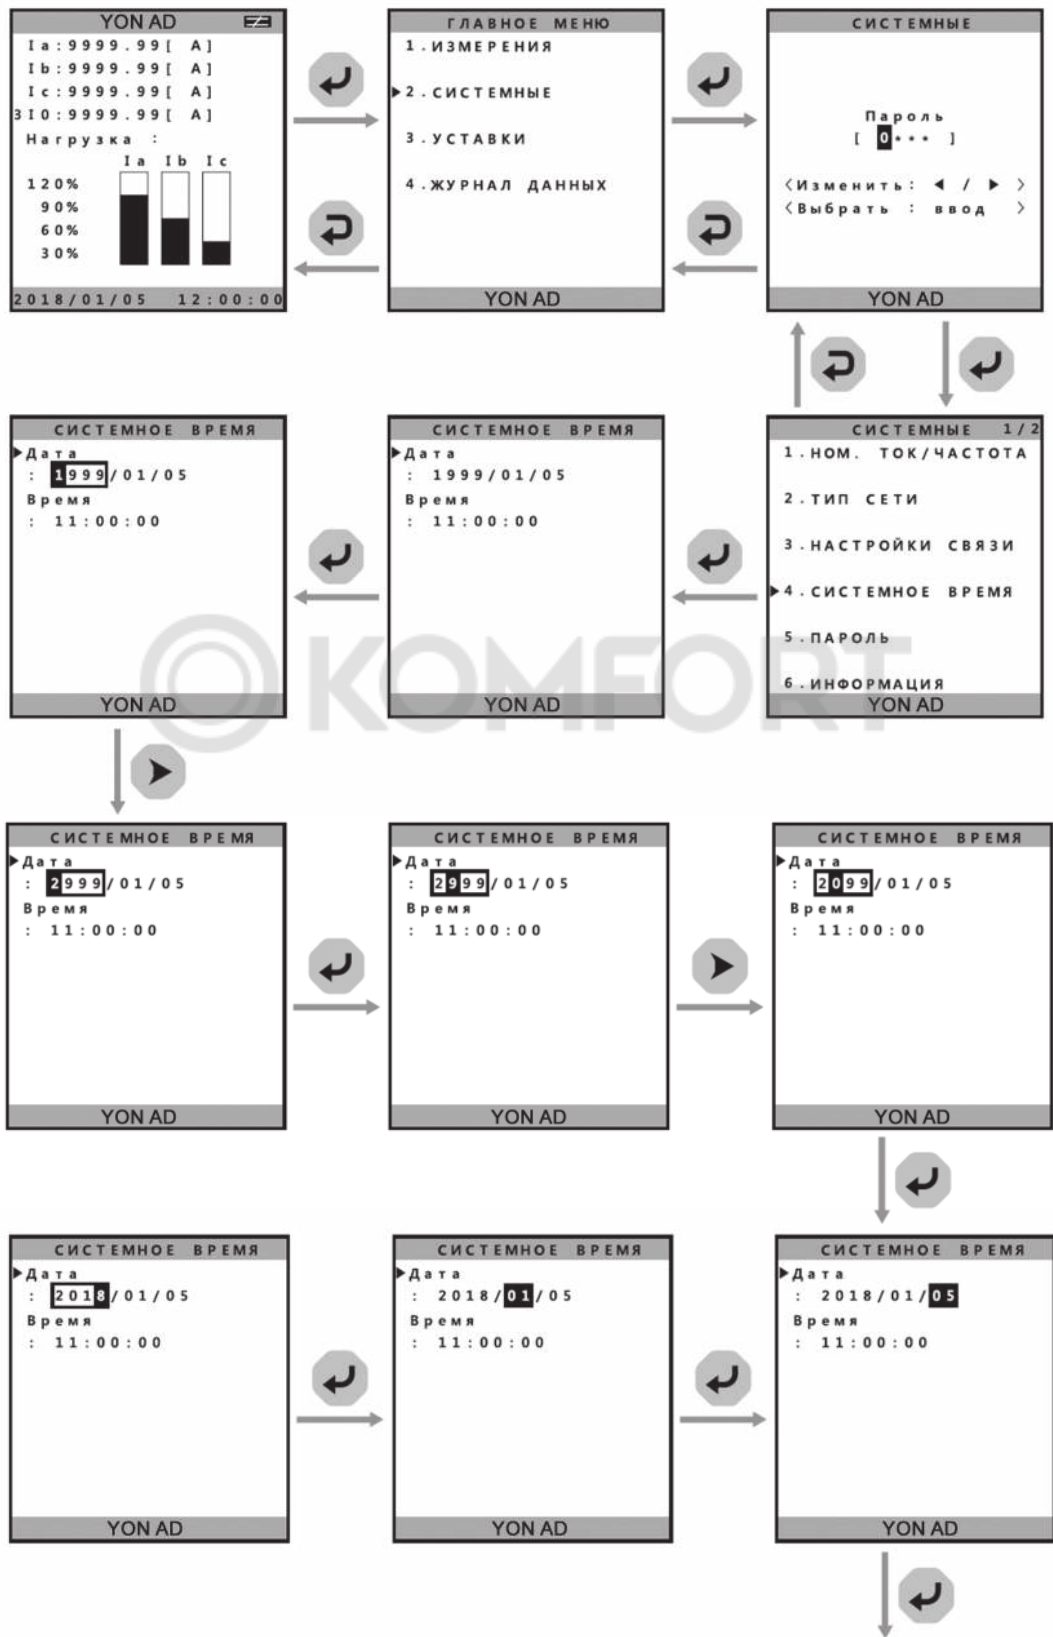 YON AD
Ia:9999.99[ A]
Ib:9999.99[ A]
Ic:9999.99[ A]
3I0:9999.99[ A]
Нагрузка :
Ia Ib Ic
120%
90%
60%
30%
2018/01/05 12:00:00
ГЛАВНОЕ МЕНЮ
1.ИЗМЕРЕНИЯ
2.СИСТЕМНЫЕ
3.УСТАВКИ
4.ЖУРНАЛ ДАННЫХ
YON AD
СИСТЕМНЫЕ
Пароль
[ 0*** ]
<Изменить: ◀ / ▶ >
<Выбрать : ввод >
YON AD
СИСТЕМНОЕ ВРЕМЯ
▶Дата
: 1999/01/05
Время
: 11:00:00
YON AD
СИСТЕМНОЕ ВРЕМЯ
▶Дата
: 1999/01/05
Время
: 11:00:00
YON AD
СИСТЕМНЫЕ 1/2
1.НОМ. ТОК/ЧАСТОТА
2.ТИП СЕТИ
3.НАСТРОЙКИ СВЯЗИ
▶4.СИСТЕМНОЕ ВРЕМЯ
5.ПАРОЛЬ
6.ИНФОРМАЦИЯ
YON AD
KOMFORT
СИСТЕМНОЕ ВРЕМЯ
▶Дата
: 2999/01/05
Время
: 11:00:00
YON AD
СИСТЕМНОЕ ВРЕМЯ
▶Дата
: 2999/01/05
Время
: 11:00:00
YON AD
СИСТЕМНОЕ ВРЕМЯ
▶Дата
: 2099/01/05
Время
: 11:00:00
YON AD
СИСТЕМНОЕ ВРЕМЯ
▶Дата
: 2018/01/05
Время
: 11:00:00
YON AD
СИСТЕМНОЕ ВРЕМЯ
▶Дата
: 2018/01/05
Время
: 11:00:00
YON AD
СИСТЕМНОЕ ВРЕМЯ
▶Дата
: 2018/01/05
Время
: 11:00:00
YON AD